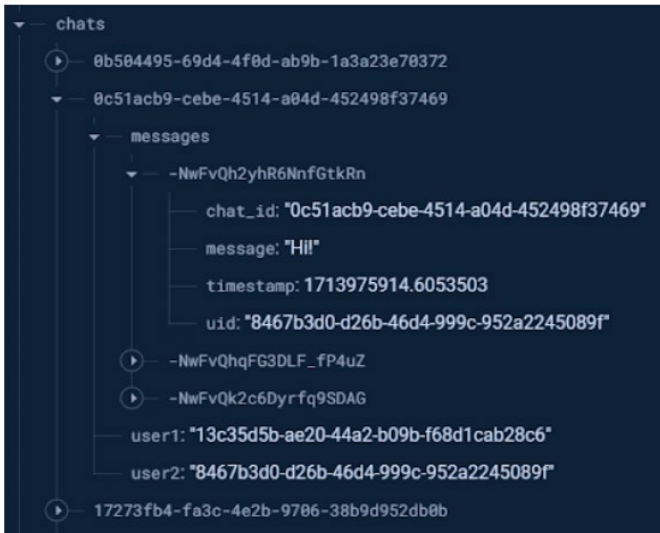 chats
0b504495-69d4-4f0d-ab9b-1a3a23e70372
0c51acb9-cebe-4514-a04d-452498f37469
messages
-NwFvQh2yhR6NnfGtkRn
chat_id: "0c51acb9-cebe-4514-a04d-452498f37469"
message: "Hi!"
timestamp: 1713975914.6053503
uid: "8467b3d0-d26b-46d4-999c-952a2245089f"
-NwFvQhqFG3DLF_fP4uZ
-NwFvQk2c6Dyrfq9SDAG
user1: "13c35d5b-ae20-44a2-b09b-f68d1cab28c6"
user2: "8467b3d0-d26b-46d4-999c-952a2245089f"
17273fb4-fa3c-4e2b-9706-38b9d952db0b